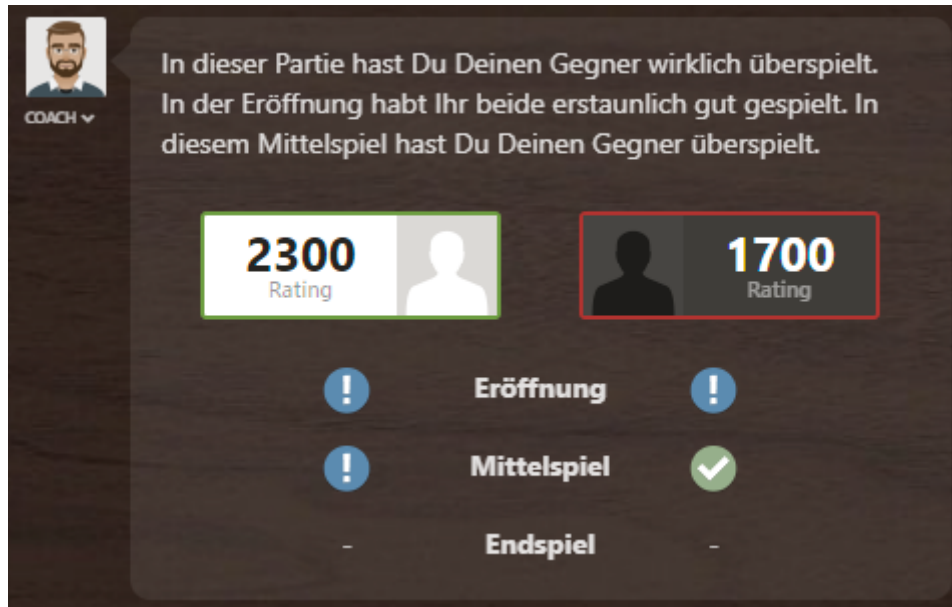 In dieser Partie hast Du Deinen Gegner wirklich überspielt.
In der Eröffnung habt Ihr beide erstaunlich gut gespielt. In
diesem Mittelspiel hast Du Deinen Gegner überspielt.
COACH
2300 1700
Rating Rating
! Eröffnung !
! Mittelspiel
- Endspiel -